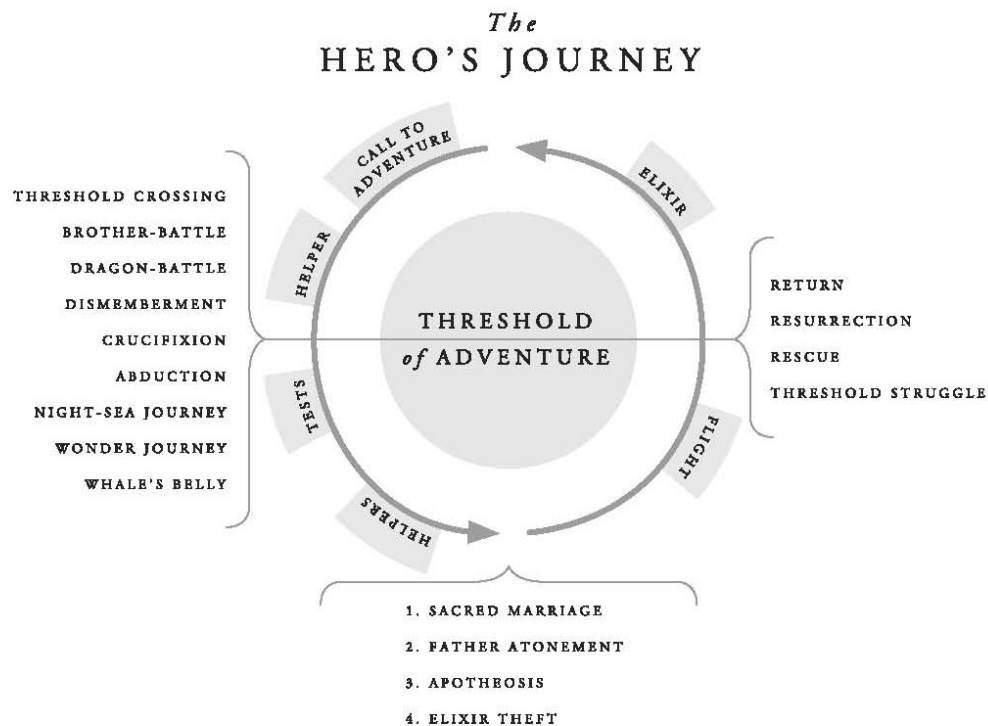 The
HERO'S JOURNEY
CALL TO
ADVENTURE
HELPER
TESTS
HELPERS
THRESHOLD CROSSING
BROTHER-BATTLE
DRAGON-BATTLE
DISMEMBERMENT
CRUCIFIXION
ABDUCTION
NIGHT-SEA JOURNEY
WONDER JOURNEY
WHALE'S BELLY
THRESHOLD
of ADVENTURE
ELIXIR
FLIGHT
RETURN
RESURRECTION
RESCUE
THRESHOLD STRUGGLE
1. SACRED MARRIAGE
2. FATHER ATONEMENT
3. APOTHEOSIS
4. ELIXIR THEFT